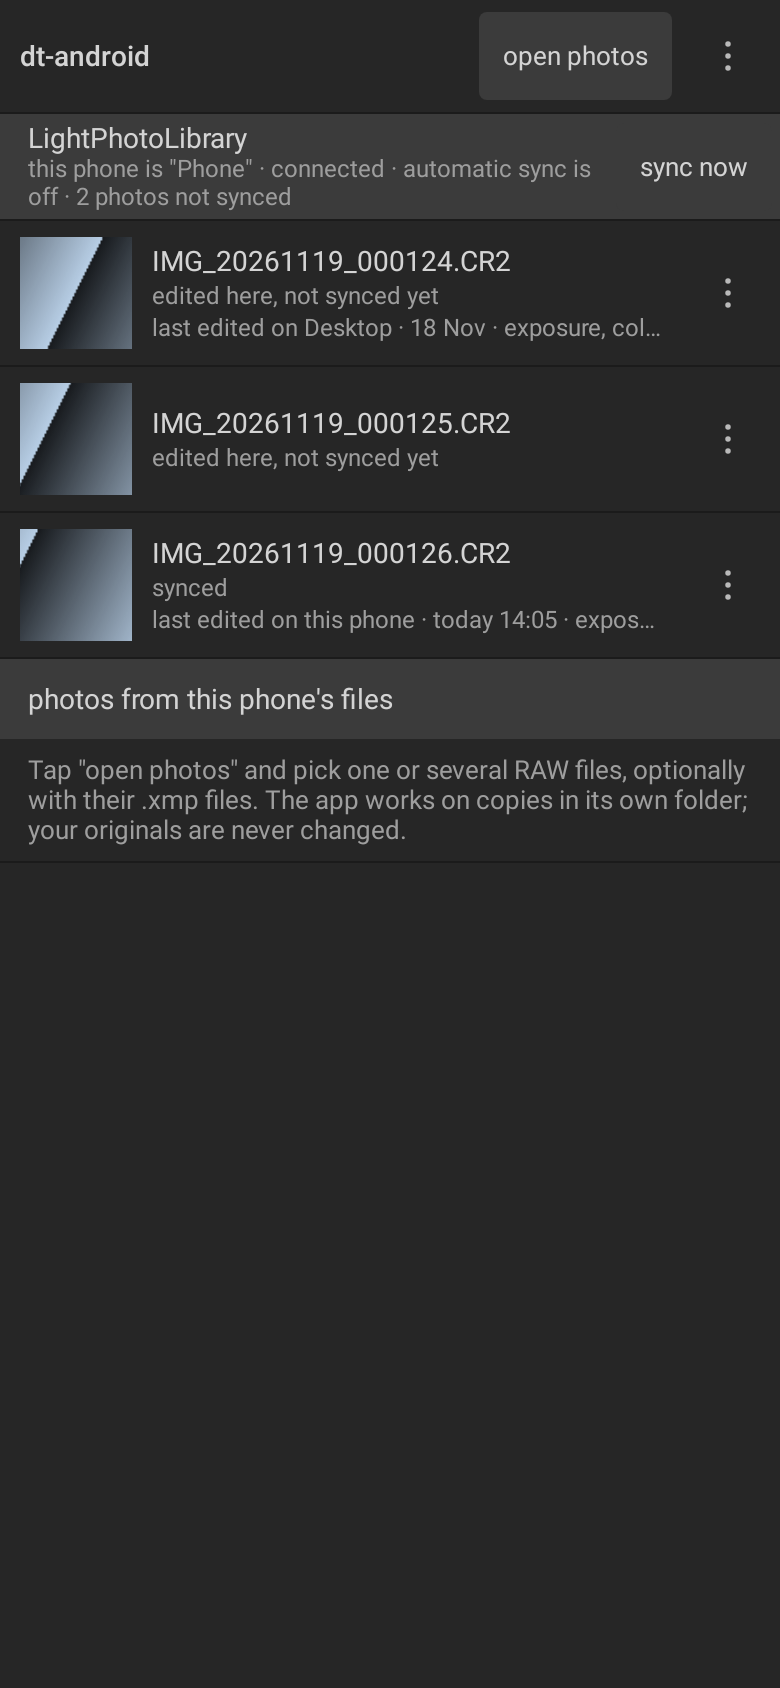 dt-android
open photos
LightPhotoLibrary
this phone is "Phone" · connected · automatic sync is
off · 2 photos not synced
sync now
IMG_20261119_000124.CR2
edited here, not synced yet
last edited on Desktop · 18 Nov · exposure, col…
IMG_20261119_000125.CR2
edited here, not synced yet
IMG_20261119_000126.CR2
synced
last edited on this phone · today 14:05 · expos…
photos from this phone's files
Tap "open photos" and pick one or several RAW files, optionally
with their .xmp files. The app works on copies in its own folder;
your originals are never changed.